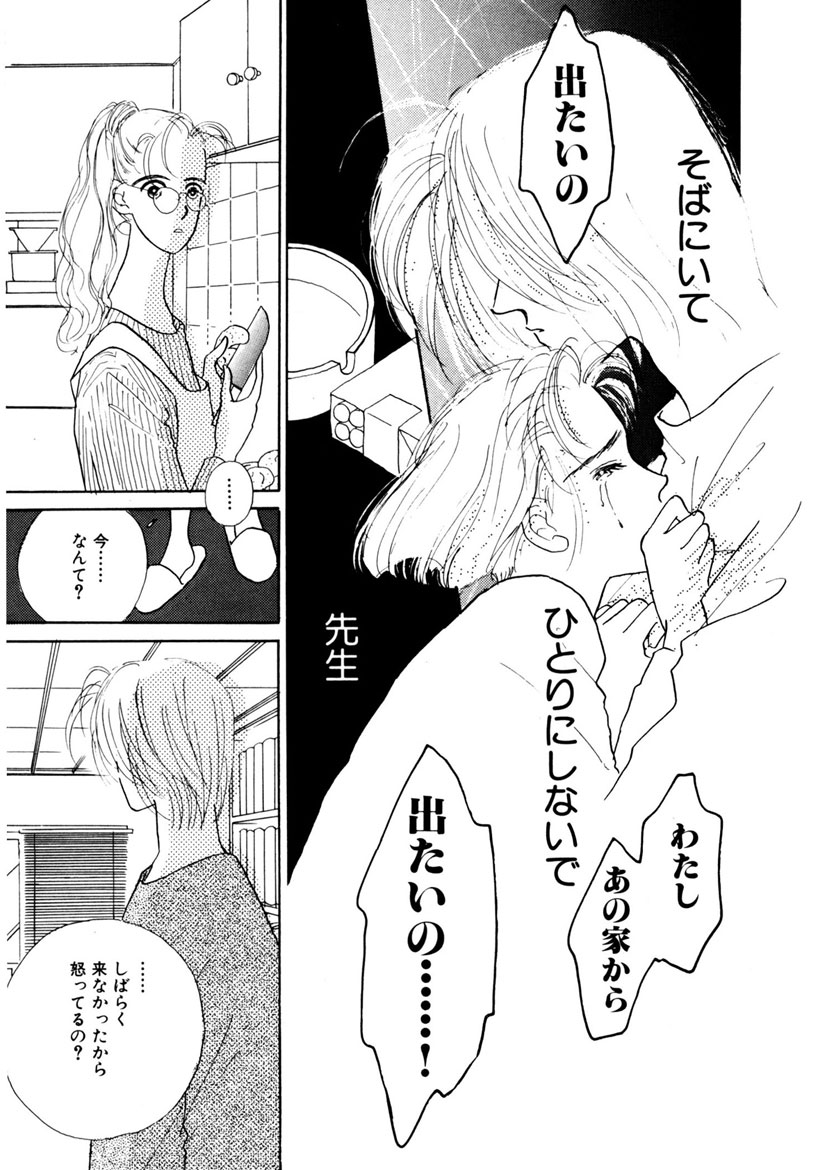 出たいの
そばにいて
ひとりにしないで
わたし
あの家から
出たいの……！
先生
……
今……
なんて？
……
しばらく
来なかったから
怒ってるの？